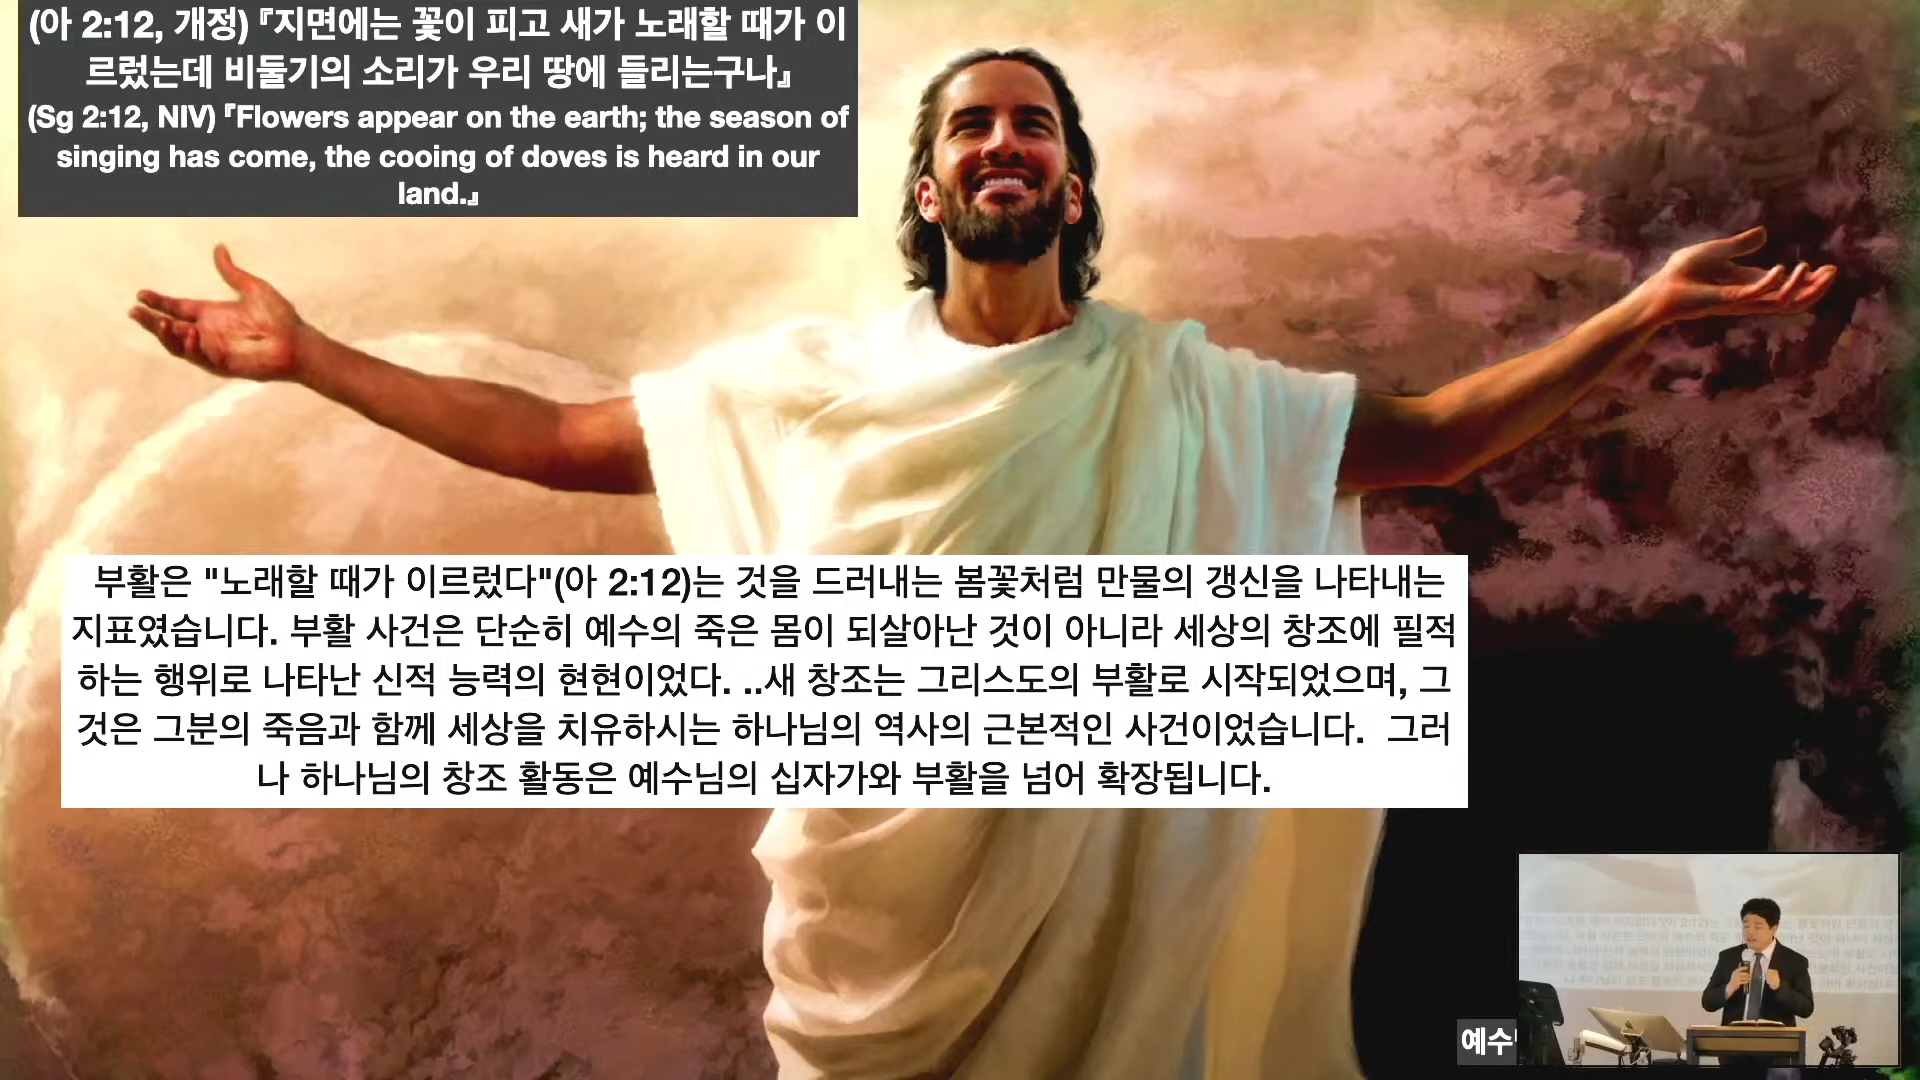 (아 2:12, 개정)『지면에는 꽃이 피고 새가 노래할 때가 이
르렀는데 비둘기의 소리가 우리 땅에 들리는구나』
(Sg 2:12, NIV)『Flowers appear on the earth; the season of
singing has come, the cooing of doves is heard in our
land.』
부활은 "노래할 때가 이르렀다"(아 2:12)는 것을 드러내는 봄꽃처럼 만물의 갱신을 나타내는
지표였습니다. 부활 사건은 단순히 예수의 죽은 몸이 되살아난 것이 아니라 세상의 창조에 필적
하는 행위로 나타난 신적 능력의 현현이었다. ..새 창조는 그리스도의 부활로 시작되었으며, 그
것은 그분의 죽음과 함께 세상을 치유하시는 하나님의 역사의 근본적인 사건이었습니다. 그러
나 하나님의 창조 활동은 예수님의 십자가와 부활을 넘어 확장됩니다.
예수